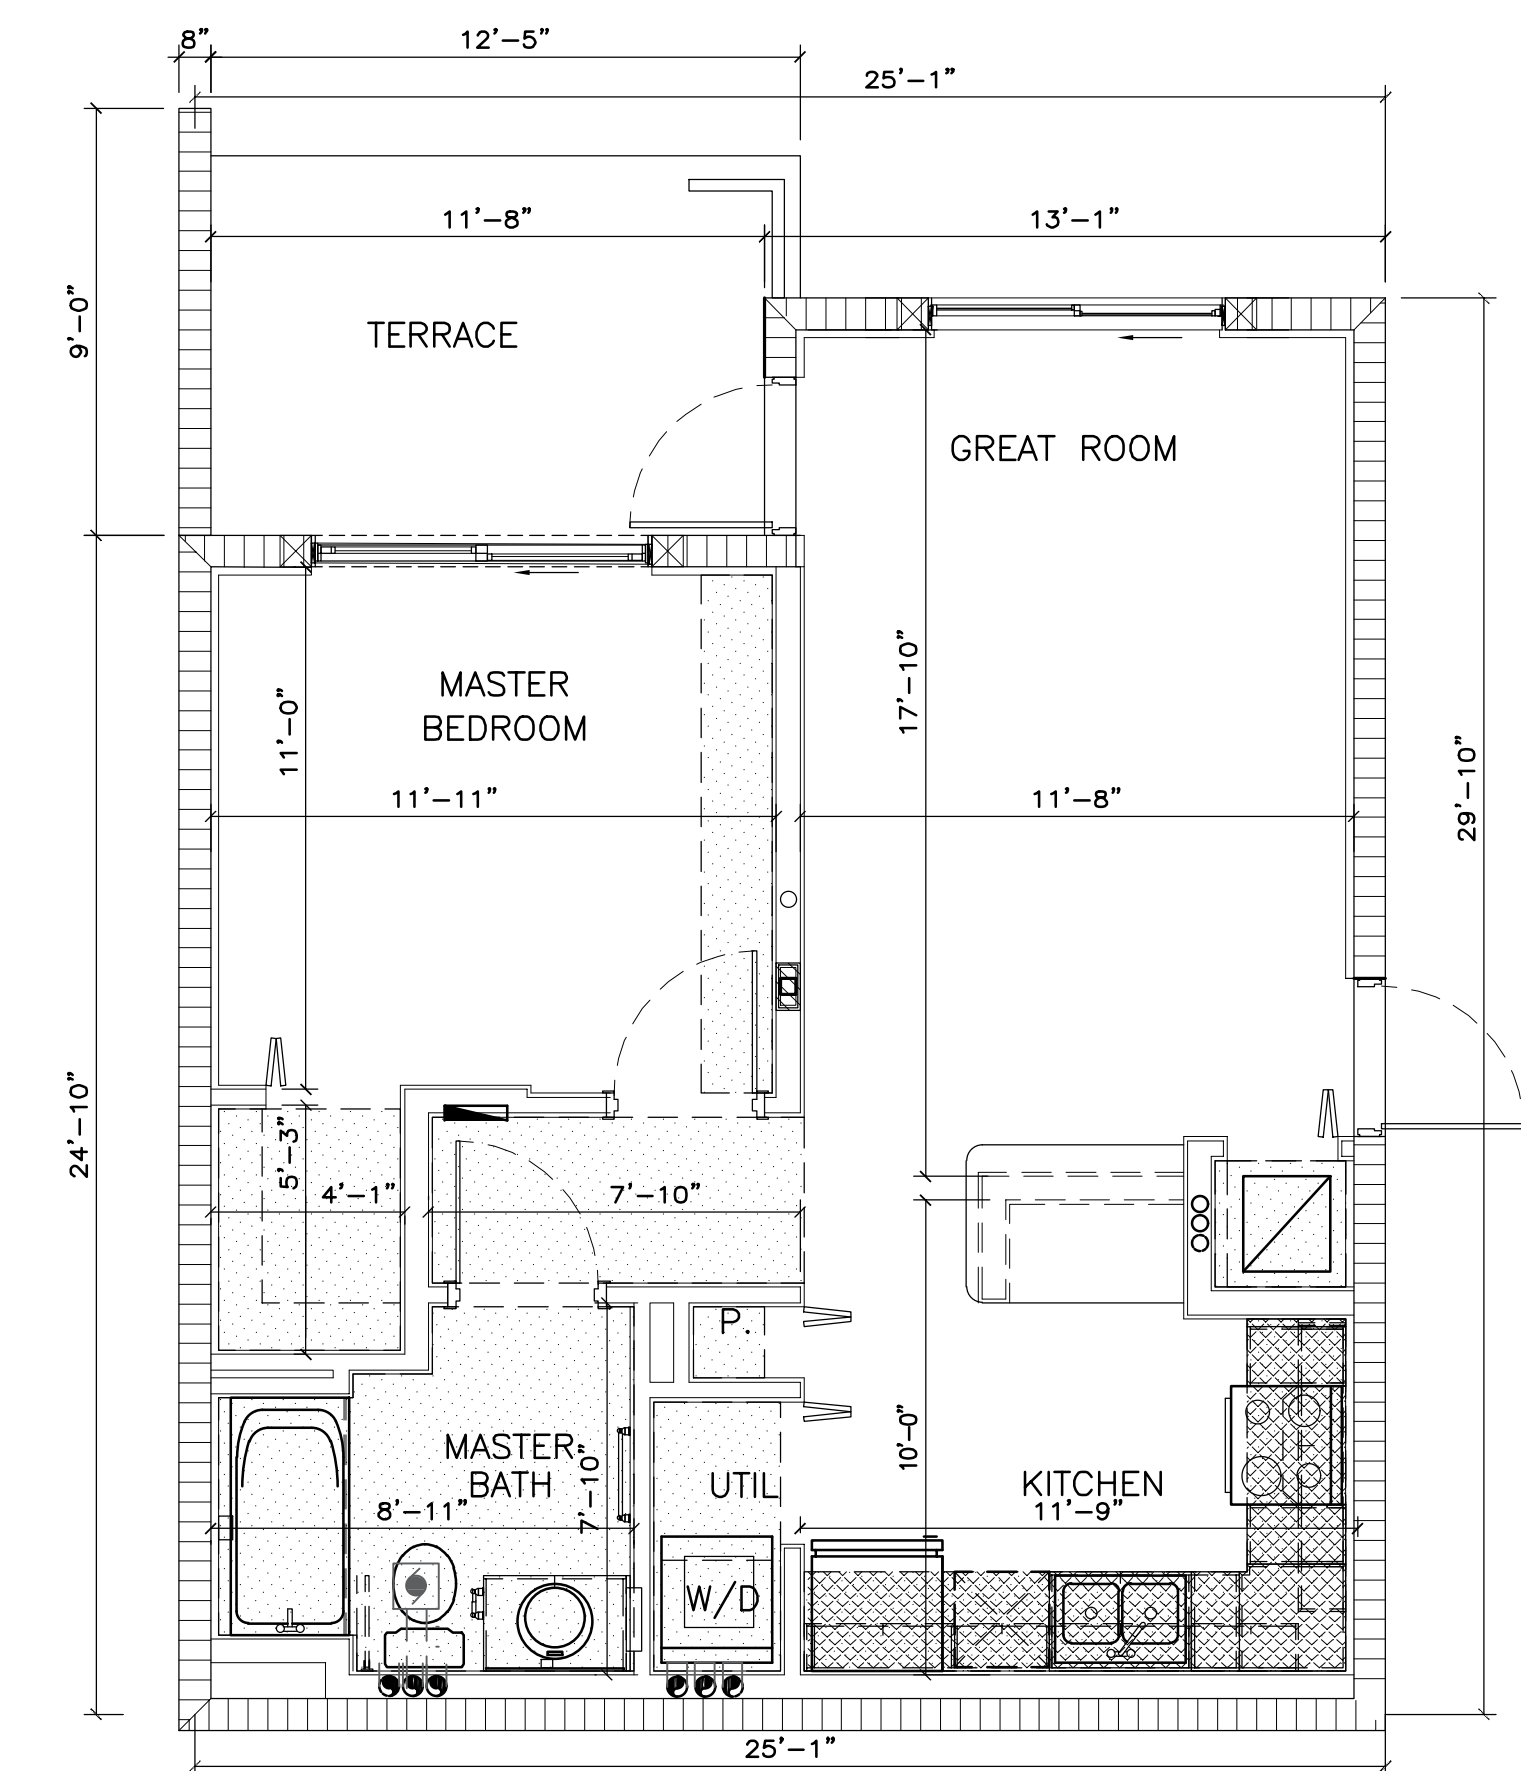 8" 12'-5"
25'-1"
11'-8" 13'-1"
9'-0"
TERRACE
GREAT ROOM
MASTER
BEDROOM
11'-0"
17'-10"
11'-11" 11'-8"
29'-10"
24'-10"
5'-3"
4'-1" 7'-10"
P.
MASTER
BATH
7'-10"
8'-11"
UTIL
10'-0"
KITCHEN
11'-9"
W/D
25'-1"